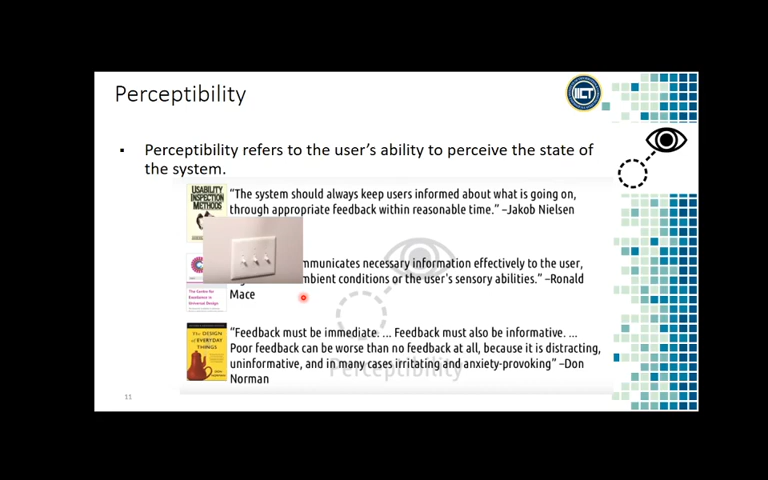 Perceptibility
IICT
Perceptibility refers to the user's ability to perceive the state of
the system.
USABILITY
INSPECTION
METHODS
"The system should always keep users informed about what is going on,
through appropriate feedback within reasonable time." –Jakob Nielsen
mmunicates necessary information effectively to the user,
mbient conditions or the user's sensory abilities." –Ronald
Mace
The Centre for
Excellence in
Universal Design
"Feedback must be immediate. ... Feedback must also be informative. ...
Poor feedback can be worse than no feedback at all, because it is distracting,
uninformative, and in many cases irritating and anxiety-provoking" –Don
Norman
The DESIGN
of EVERYDAY
THINGS
Perceptibility
11